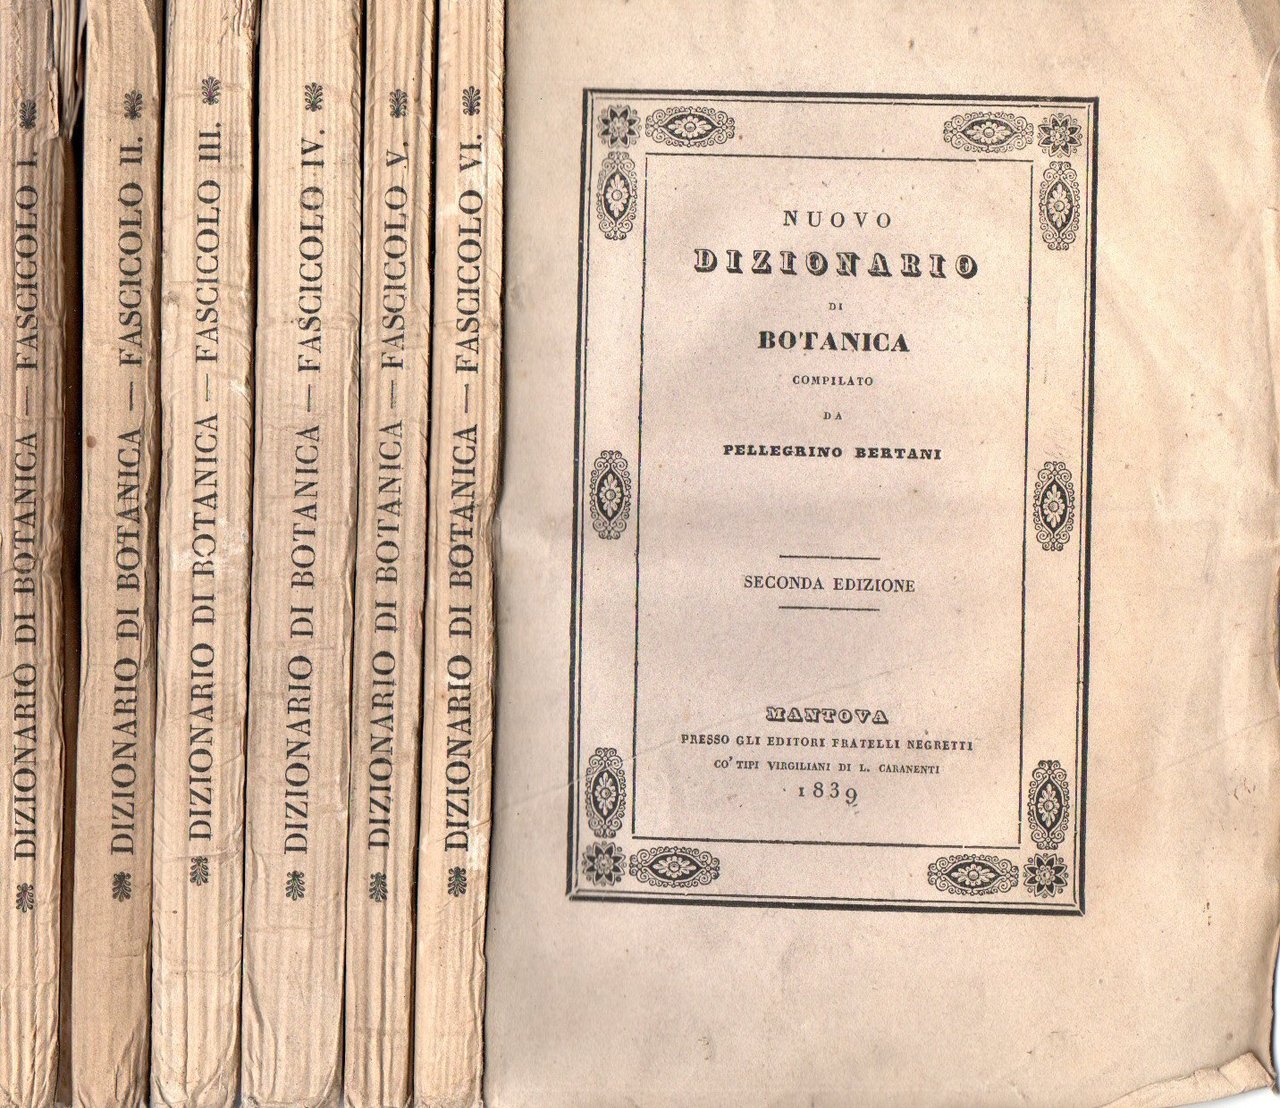 DIZIONARIO DI BOTANICA — FASCICOLO I.
DIZIONARIO DI BOTANICA — FASCICOLO II.
DIZIONARIO DI BOTANICA — FASCICOLO III.
DIZIONARIO DI BOTANICA — FASCICOLO IV.
DIZIONARIO DI BOTANICA — FASCICOLO V.
DIZIONARIO DI BOTANICA — FASCICOLO VI.
NUOVO
DIZIONARIO
DI
BOTANICA
COMPILATO
DA
PELLEGRINO BERTANI
SECONDA EDIZIONE
MANTOVA
PRESSO GLI EDITORI FRATELLI NEGRETTI
CO' TIPI VIRGILIANI DI L. CARANENTI
1839